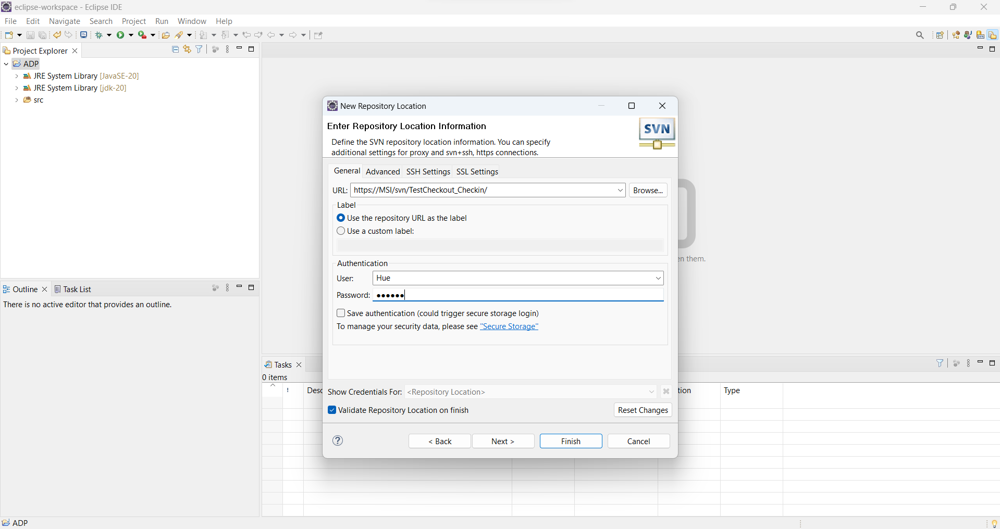 eclipse-workspace - Eclipse IDE
File Edit Navigate Search Project Run Window Help
Project Explorer
ADP
JRE System Library [JavaSE-20]
JRE System Library [jdk-20]
src
New Repository Location
Enter Repository Location Information
SVN
Define the SVN repository location information. You can specify
additional settings for proxy and svn+ssh, https connections.
General Advanced SSH Settings SSL Settings
URL: https://MSI/svn/TestCheckout_Checkin/ Browse...
Label
Use the repository URL as the label
Use a custom label:
en them.
Authentication
User: Hue
Password: ●●●●●●
Save authentication (could trigger secure storage login)
To manage your security data, please see "Secure Storage"
Show Credentials For: <Repository Location>
Validate Repository Location on finish Reset Changes
< Back Next > Finish Cancel
Outline Task List
There is no active editor that provides an outline.
Tasks
0 items
! Desc tion Type
ADP